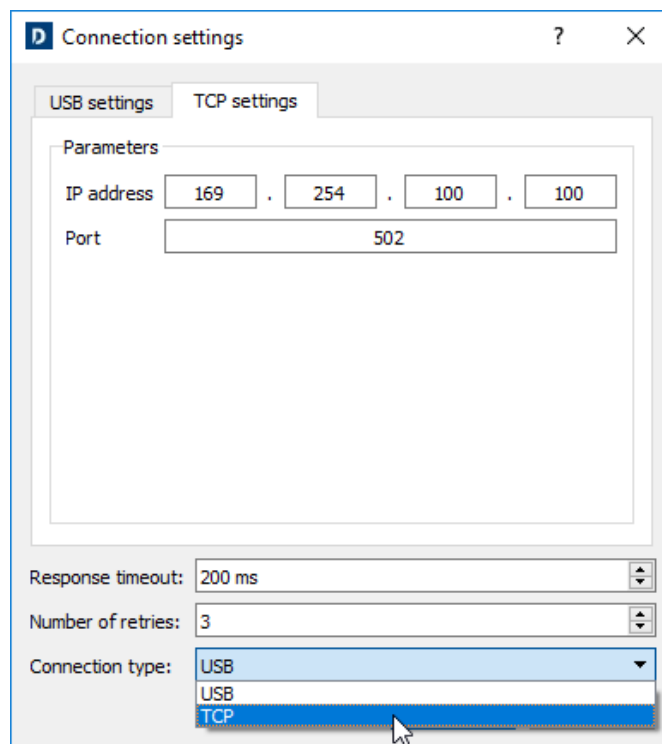 D Connection settings ? 
USB settings TCP settings
Parameters
IP address 169 . 254 . 100 . 100
Port 502
Response timeout: 200 ms
Number of retries: 3
Connection type: USB
USB
TCP